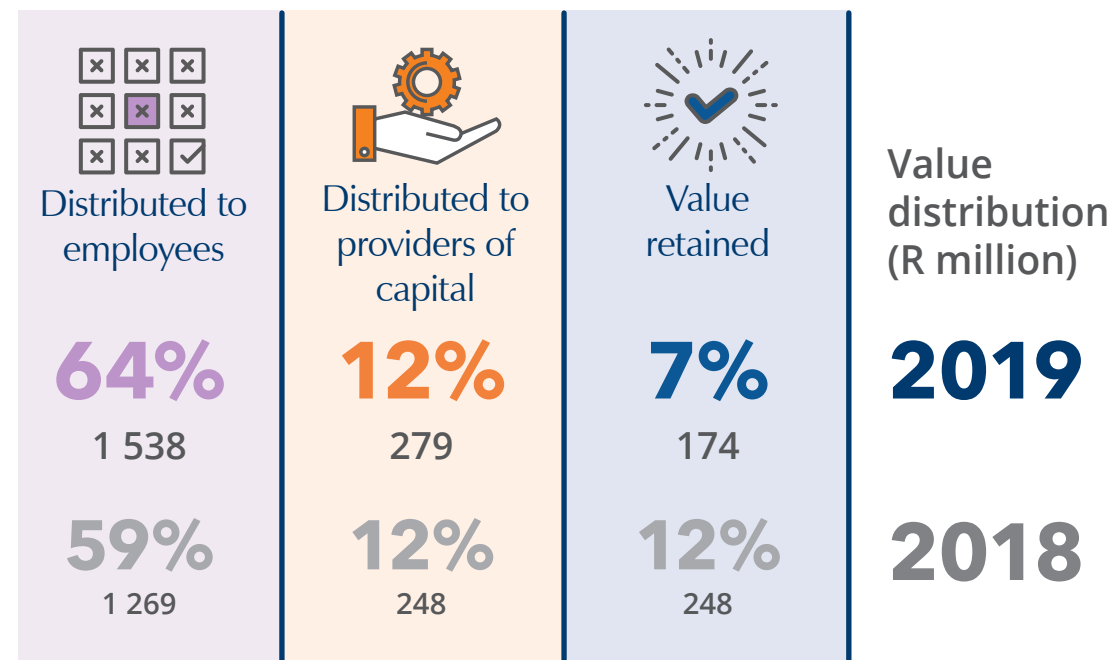 Distributed to
employees
64%
1 538
59%
1 269
Distributed to
providers of
capital
12%
279
12%
248
Value
retained
7%
174
12%
248
Value
distribution
(R million)
2019
2018